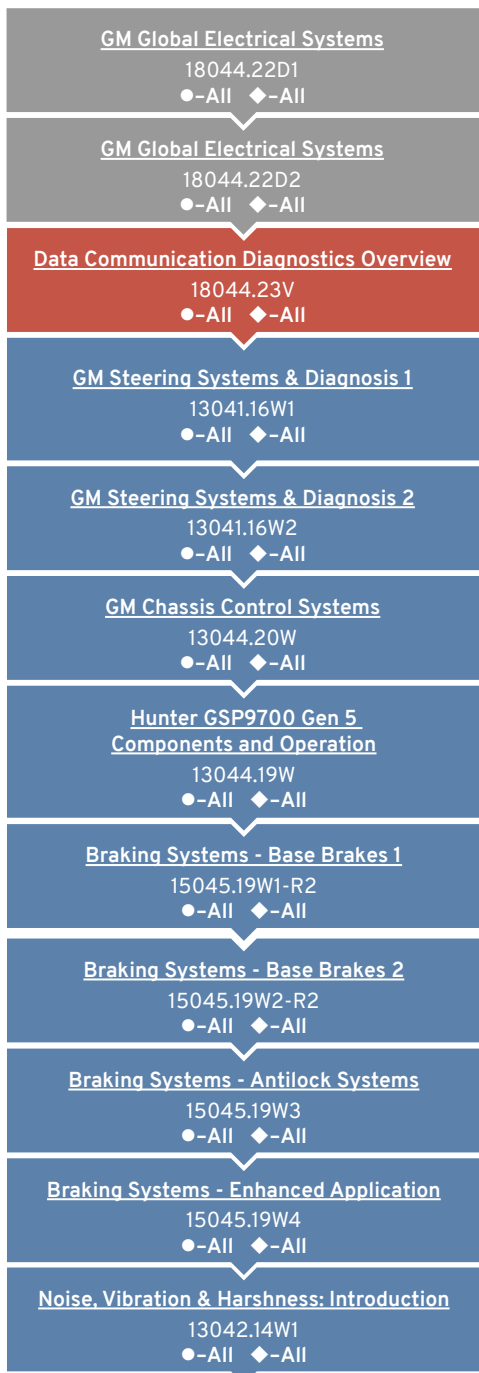 GM Global Electrical Systems
18044.22D1
●-All ◆-All
GM Global Electrical Systems
18044.22D2
●-All ◆-All
Data Communication Diagnostics Overview
18044.23V
●-All ◆-All
GM Steering Systems & Diagnosis 1
13041.16W1
●-All ◆-All
GM Steering Systems & Diagnosis 2
13041.16W2
●-All ◆-All
GM Chassis Control Systems
13044.20W
●-All ◆-All
Hunter GSP9700 Gen 5
Components and Operation
13044.19W
●-All ◆-All
Braking Systems - Base Brakes 1
15045.19W1-R2
●-All ◆-All
Braking Systems - Base Brakes 2
15045.19W2-R2
●-All ◆-All
Braking Systems - Antilock Systems
15045.19W3
●-All ◆-All
Braking Systems - Enhanced Application
15045.19W4
●-All ◆-All
Noise, Vibration & Harshness: Introduction
13042.14W1
●-All ◆-All